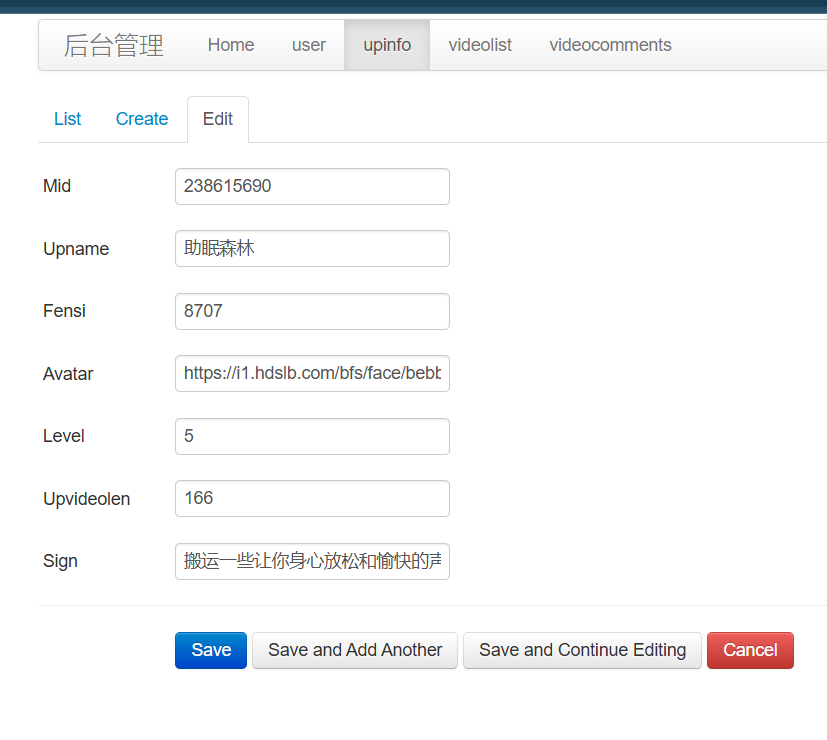 后台管理 Home user upinfo videolist videocomments
List Create Edit
Mid 238615690
Upname 助眠森林
Fensi 8707
Avatar https://i1.hdslb.com/bfs/face/bebb
Level 5
Upvideolen 166
Sign 搬运一些让你身心放松和愉快的声
Save Save and Add Another Save and Continue Editing Cancel